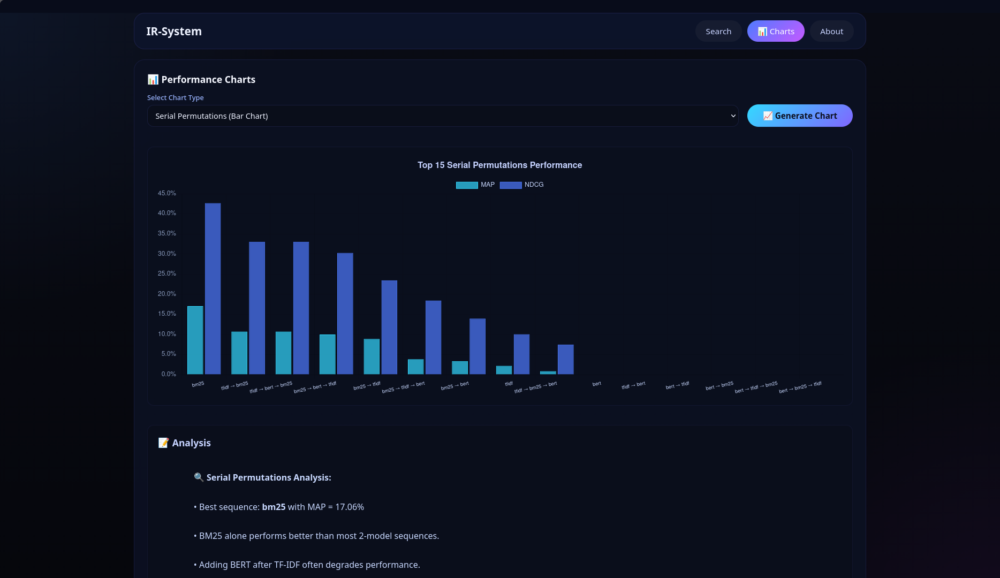 IR-System
Search
📊 Charts
About
📊 Performance Charts
Select Chart Type
Serial Permutations (Bar Chart)
📈 Generate Chart
Top 15 Serial Permutations Performance
MAP NDCG
45.0%
40.0%
35.0%
30.0%
25.0%
20.0%
15.0%
10.0%
5.0%
0.0%
bm25
tfidf → bm25
tfidf → bert → bm25
bm25 → bert → tfidf
bm25 → tfidf
bm25 → tfidf → bert
bm25 → bert
tfidf
tfidf → bm25 → bert
bert
tfidf → bert
bert → tfidf
bert → bm25
bert → tfidf → bm25
bert → bm25 → tfidf
📝 Analysis
🔍 Serial Permutations Analysis:
• Best sequence: bm25 with MAP = 17.06%
• BM25 alone performs better than most 2-model sequences.
• Adding BERT after TF-IDF often degrades performance.